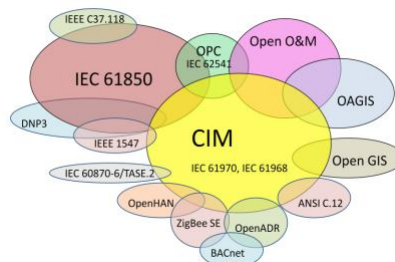 IEEE C37.118
OPC
IEC 62541
Open O&M
IEC 61850
OAGIS
DNP3
IEEE 1547
CIM
IEC 61970, IEC 61968
Open GIS
IEC 60870-6/TASE.2
OpenHAN
ANSI C.12
ZigBee SE
OpenADR
BACnet